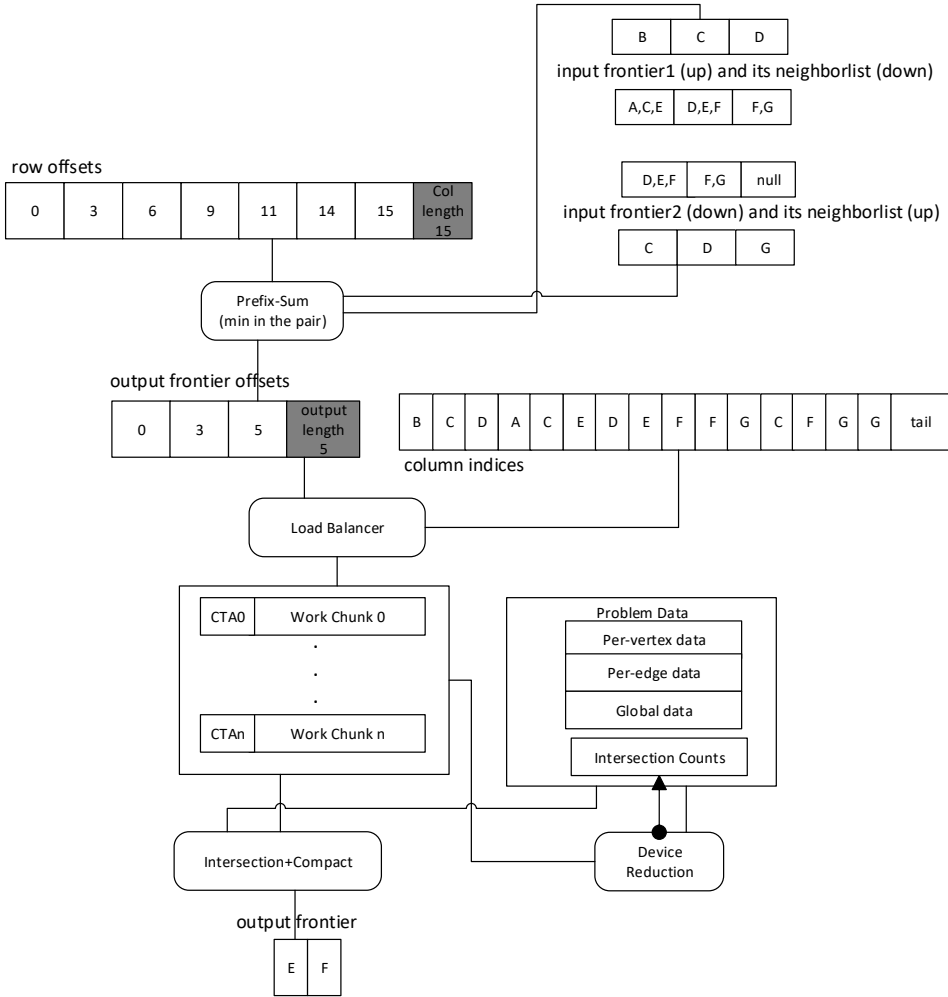 B C D
input frontier1 (up) and its neighborlist (down)
A,C,E D,E,F F,G
row offsets
0 3 6 9 11 14 15 Col
length
15
D,E,F F,G null
input frontier2 (down) and its neighborlist (up)
C D G
Prefix-Sum
(min in the pair)
output frontier offsets
0 3 5 output
length
5
B C D A C E D E F F G C F G G tail
column indices
Load Balancer
CTA0 Work Chunk 0
.
.
.
CTAn Work Chunk n
Problem Data
Per-vertex data
Per-edge data
Global data
Intersection Counts
Intersection+Compact
Device
Reduction
output frontier
E F